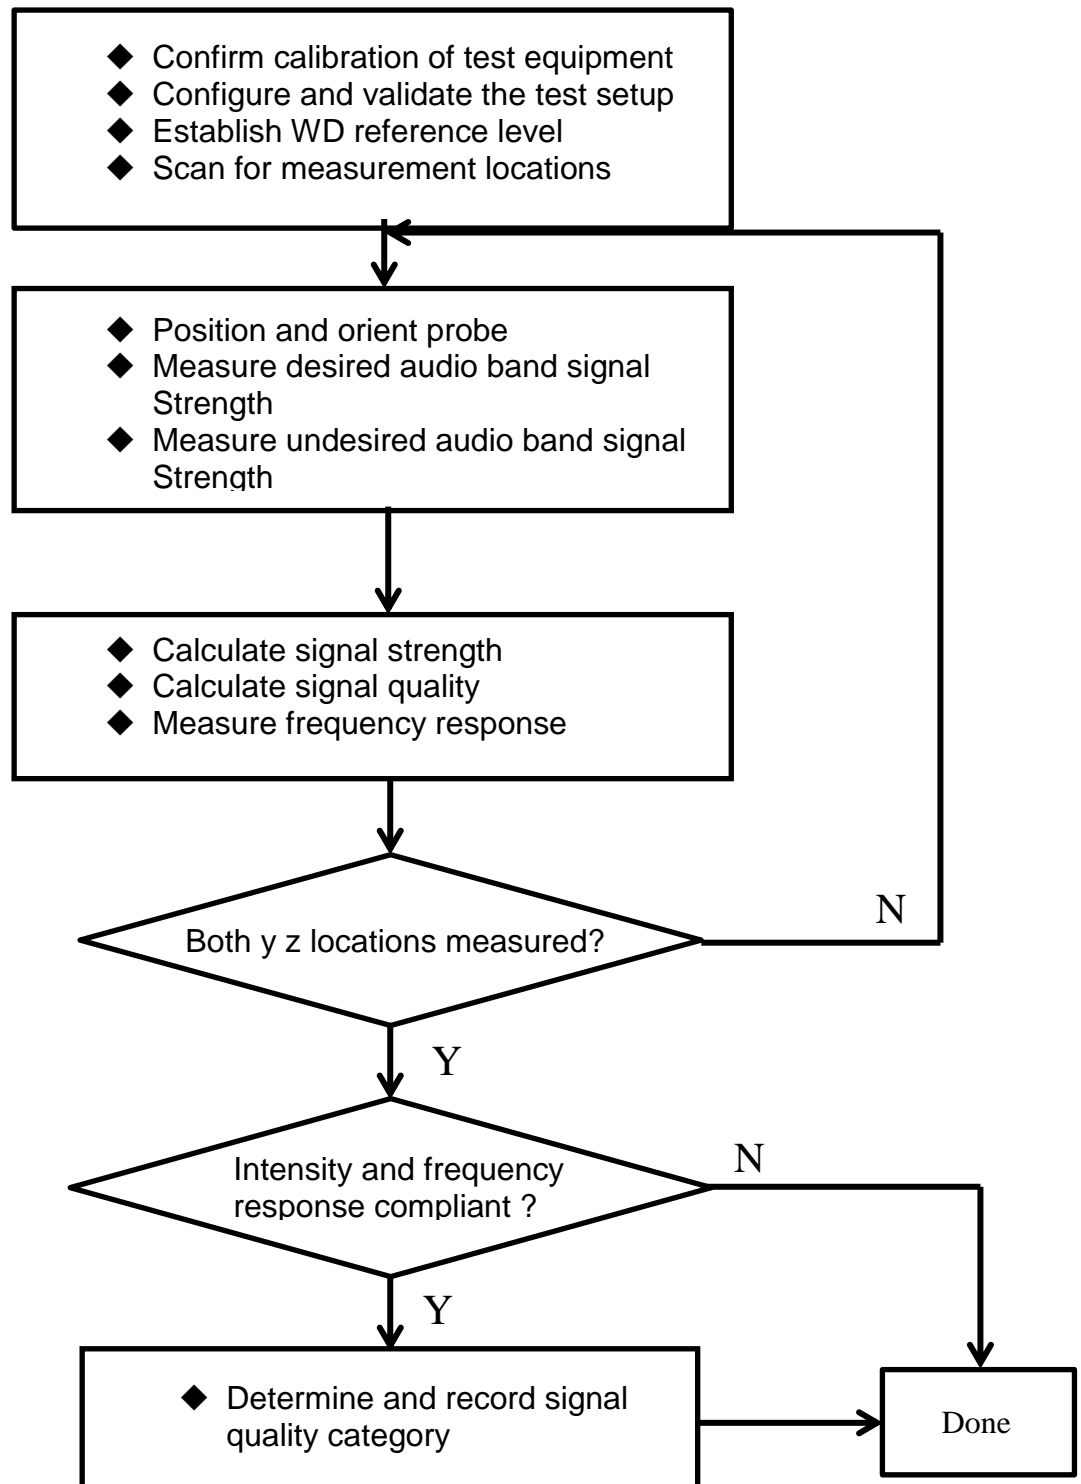 ◆ Confirm calibration of test equipment
◆ Configure and validate the test setup
◆ Establish WD reference level
◆ Scan for measurement locations
◆ Position and orient probe
◆ Measure desired audio band signal
Strength
◆ Measure undesired audio band signal
Strength
◆ Calculate signal strength
◆ Calculate signal quality
◆ Measure frequency response
Both y z locations measured?
N
Y
Intensity and frequency
response compliant ?
N
Y
◆ Determine and record signal
quality category
Done